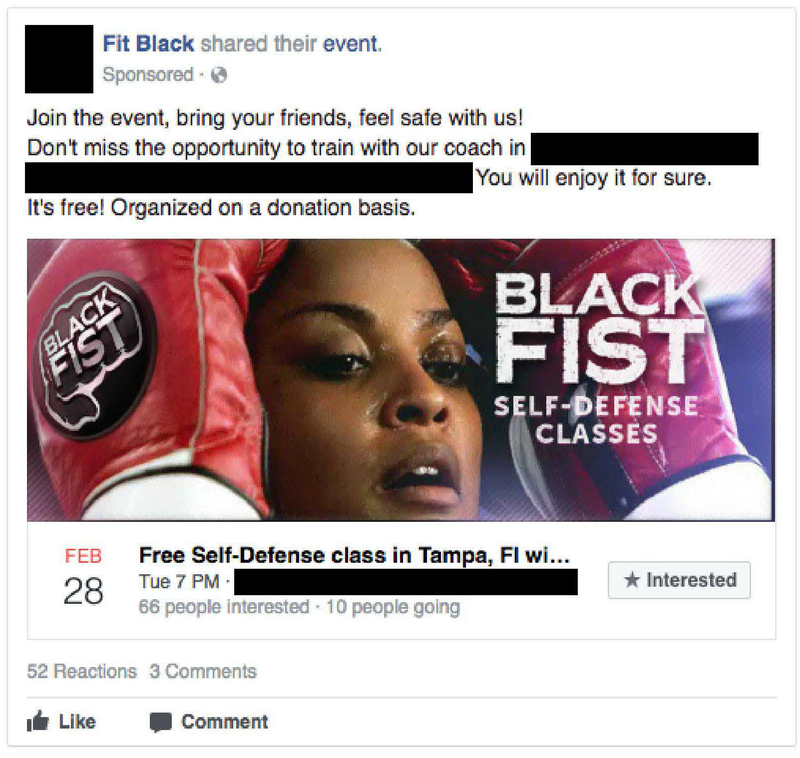 Fit Black shared their event.
Sponsored ·
Join the event, bring your friends, feel safe with us!
Don't miss the opportunity to train with our coach in
You will enjoy it for sure.
It's free! Organized on a donation basis.
BLACK
FIST
BLACK
FIST
SELF-DEFENSE
CLASSES
FEB
28
Free Self-Defense class in Tampa, Fl wi...
Tue 7 PM ·
66 people interested · 10 people going
★ Interested
52 Reactions 3 Comments
Like Comment